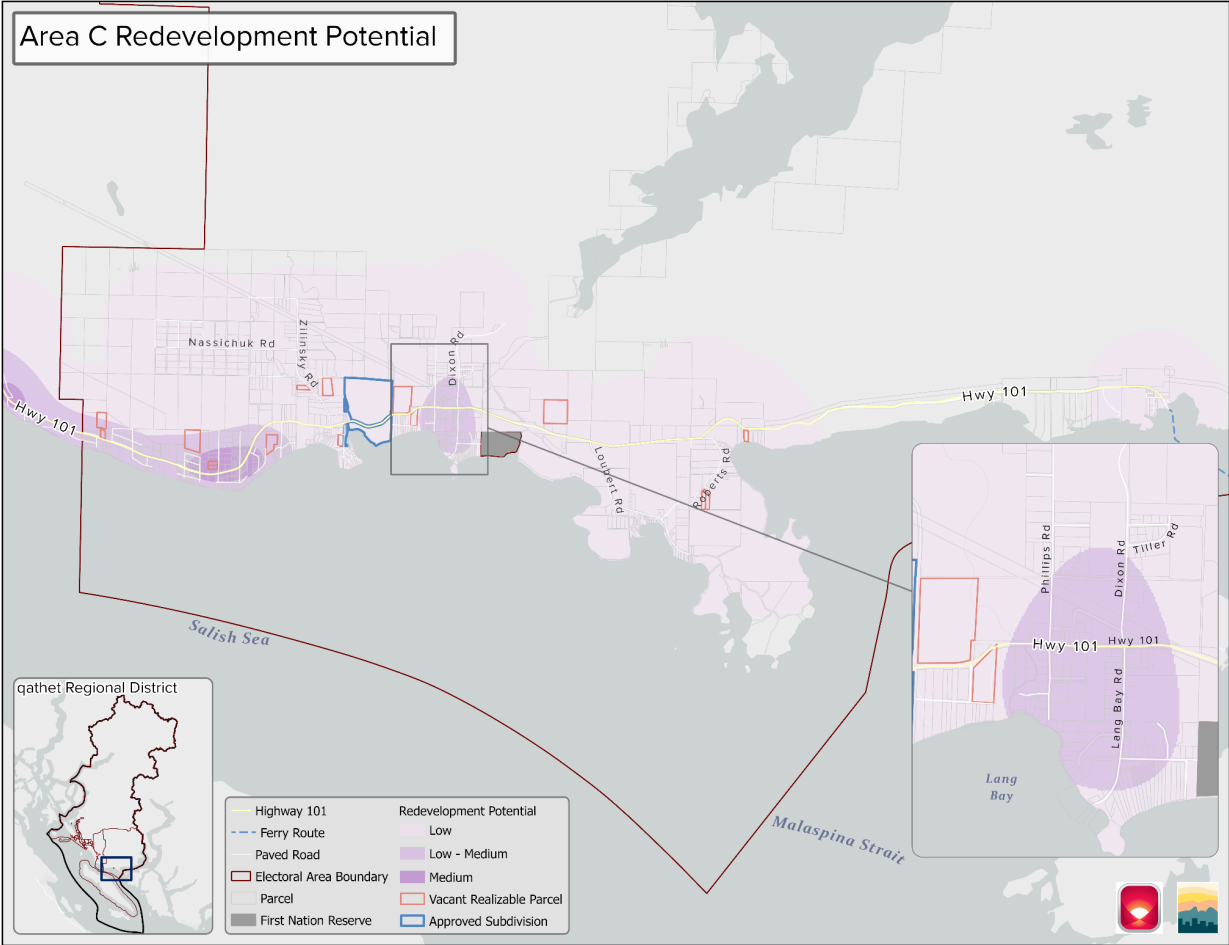 Area C Redevelopment Potential
Nassichuk Rd
Zilinsky Rd
Dixon Rd
Hwy 101
Hwy 101
Loubert Rd
Roberts Rd
Phillips Rd
Dixon Rd
Tiller Rd
Hwy 101
Hwy 101
Lang Bay Rd
Lang
Bay
Salish Sea
Malaspina Strait
qathet Regional District
Highway 101
Ferry Route
Paved Road
Electoral Area Boundary
Parcel
First Nation Reserve
Redevelopment Potential
Low
Low - Medium
Medium
Vacant Realizable Parcel
Approved Subdivision